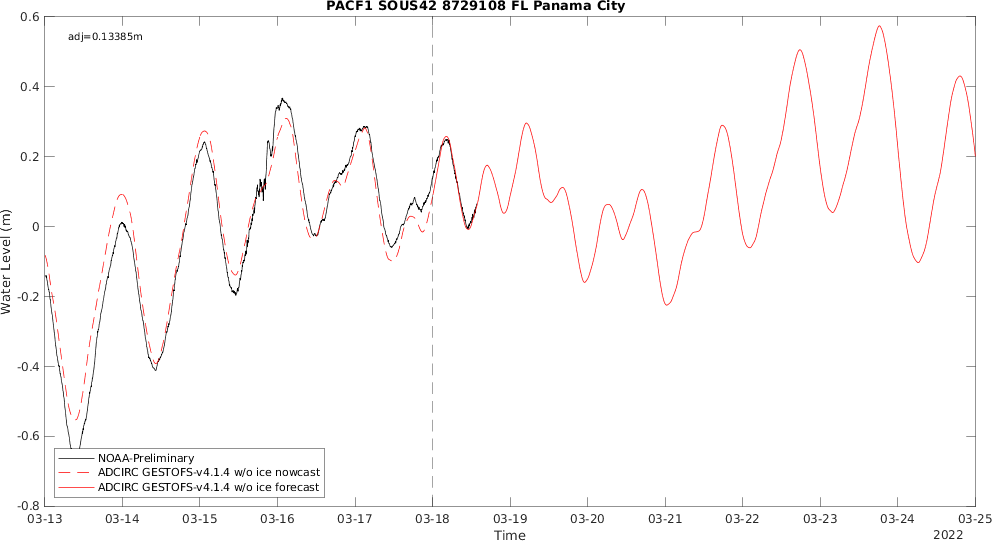 PACF1 SOUS42 8729108 FL Panama City
adj=0.13385m
0.6
0.4
0.2
0
-0.2
-0.4
-0.6
-0.8
Water Level (m)
NOAA-Preliminary
ADCIRC GESTOFS-v4.1.4 w/o ice nowcast
ADCIRC GESTOFS-v4.1.4 w/o ice forecast
03-13 03-14 03-15 03-16 03-17 03-18 03-19 03-20 03-21 03-22 03-23 03-24 03-25
Time
2022